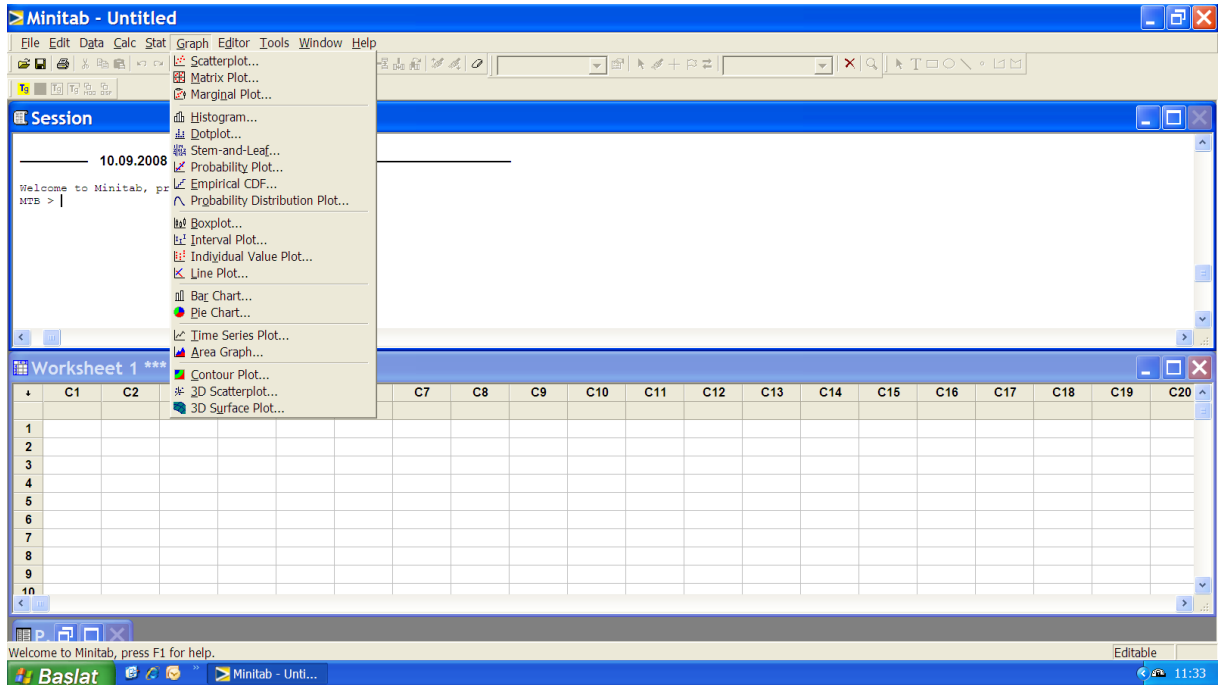 Minitab - Untitled
File Edit Data Calc Stat Graph Editor Tools Window Help
Scatterplot...
Matrix Plot...
Marginal Plot...
Histogram...
Dotplot...
Stem-and-Leaf...
Probability Plot...
Empirical CDF...
Probability Distribution Plot...
Boxplot...
Interval Plot...
Individual Value Plot...
Line Plot...
Bar Chart...
Pie Chart...
Time Series Plot...
Area Graph...
Contour Plot...
3D Scatterplot...
3D Surface Plot...
Session
10.09.2008
Welcome to Minitab, pr
MTB >
Worksheet 1 ***
C1 C2 C7 C8 C9 C10 C11 C12 C13 C14 C15 C16 C17 C18 C19 C20
1
2
3
4
5
6
7
8
9
10
P.
Welcome to Minitab, press F1 for help. Editable
Baslat Minitab - Unti... 11:33